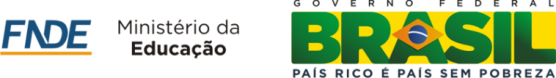 FNDE
Ministério da
Educação
GOVERNO FEDERAL
BRASIL
PAÍS RICO É PAÍS SEM POBREZA